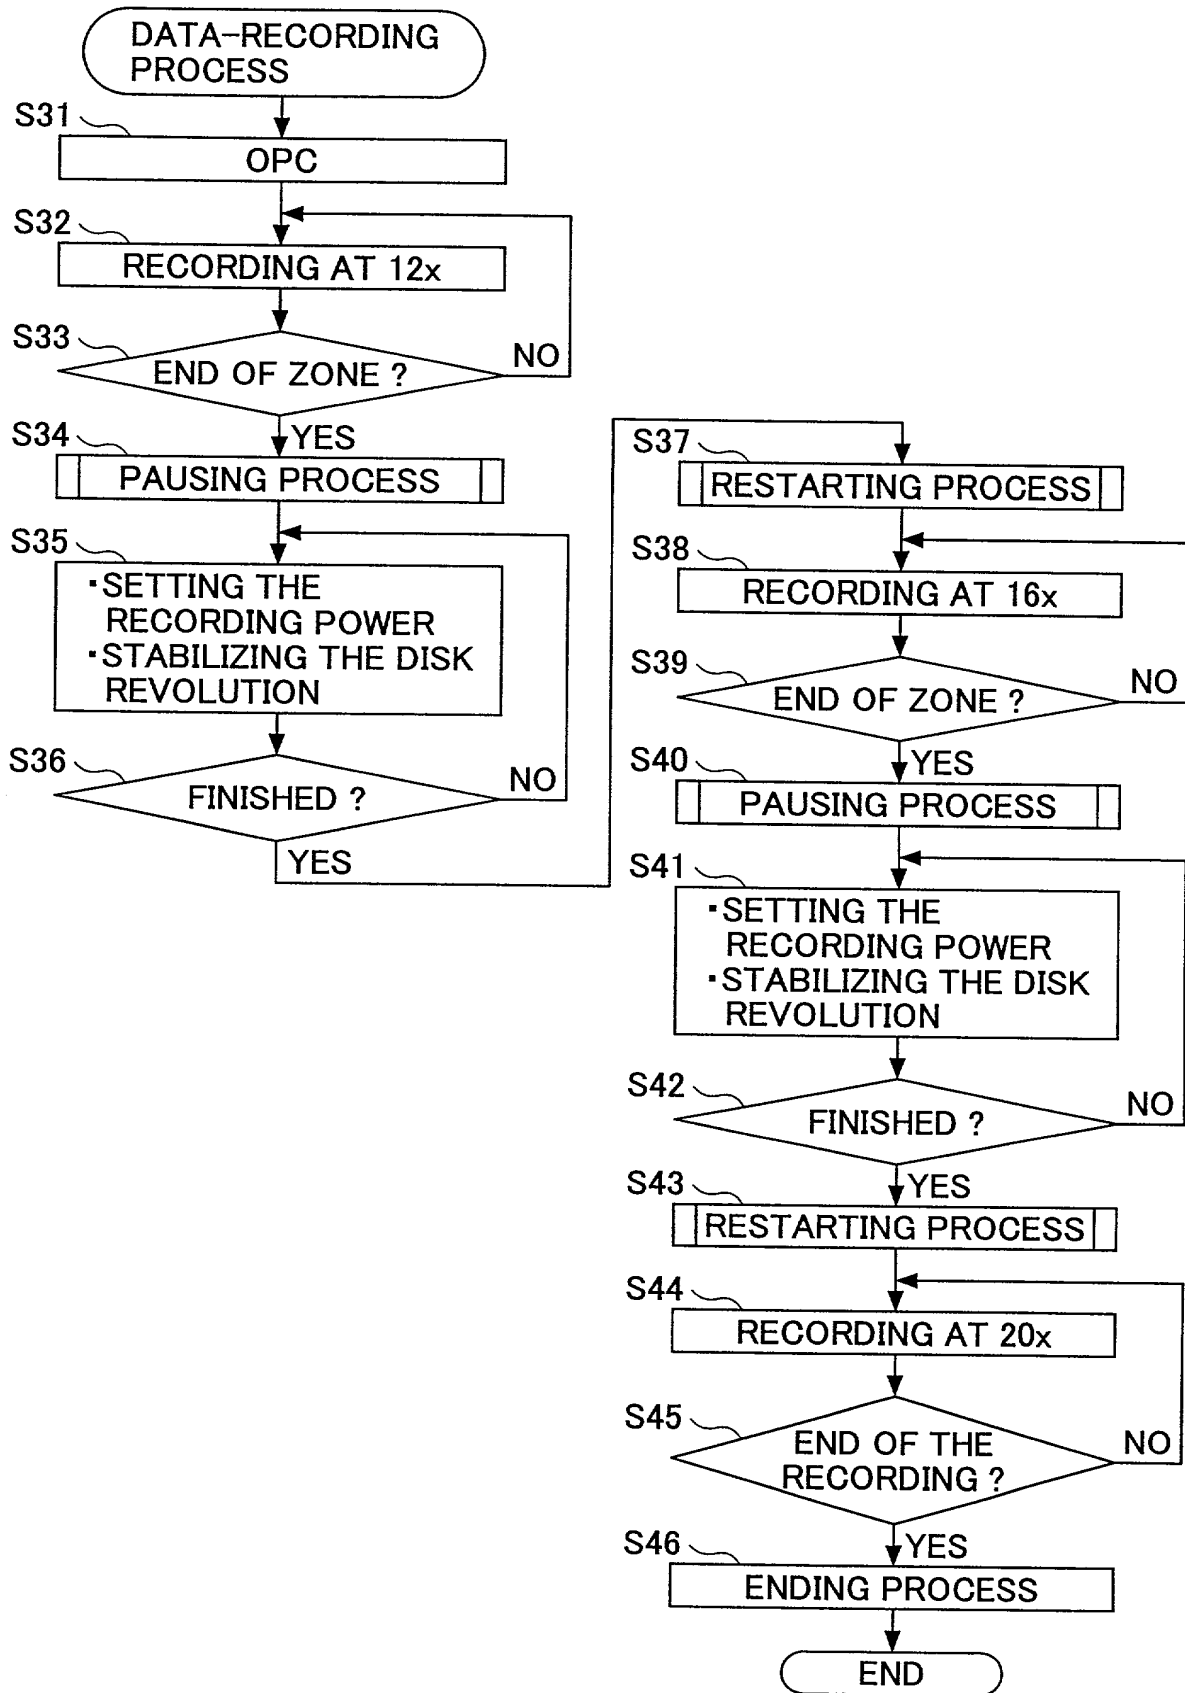 DATA-RECORDING
PROCESS
S31
OPC
S32
RECORDING AT 12x
S33
END OF ZONE ?
NO
YES
S34
PAUSING PROCESS
S35
・SETTING THE
RECORDING POWER
・STABILIZING THE DISK
REVOLUTION
S36
FINISHED ?
NO
YES
S37
RESTARTING PROCESS
S38
RECORDING AT 16x
S39
END OF ZONE ?
NO
YES
S40
PAUSING PROCESS
S41
・SETTING THE
RECORDING POWER
・STABILIZING THE DISK
REVOLUTION
S42
FINISHED ?
NO
YES
S43
RESTARTING PROCESS
S44
RECORDING AT 20x
S45
END OF THE
RECORDING ?
NO
YES
S46
ENDING PROCESS
END